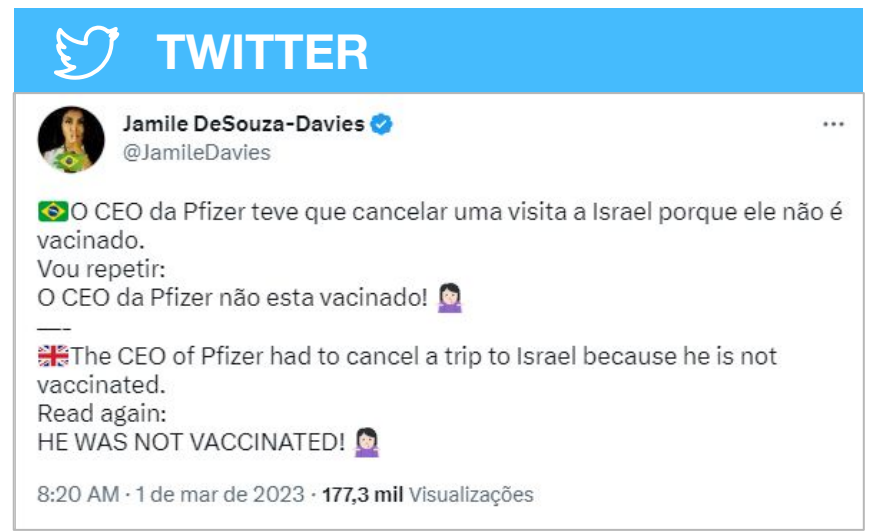 TWITTER
Jamile DeSouza-Davies
@JamileDavies
🇧🇷O CEO da Pfizer teve que cancelar uma visita a Israel porque ele não é
vacinado.
Vou repetir:
O CEO da Pfizer não esta vacinado! 🤷🏻‍♀️
—--
🇬🇧The CEO of Pfizer had to cancel a trip to Israel because he is not
vaccinated.
Read again:
HE WAS NOT VACCINATED! 🤷🏻‍♀️
8:20 AM · 1 de mar de 2023 · 177,3 mil Visualizações